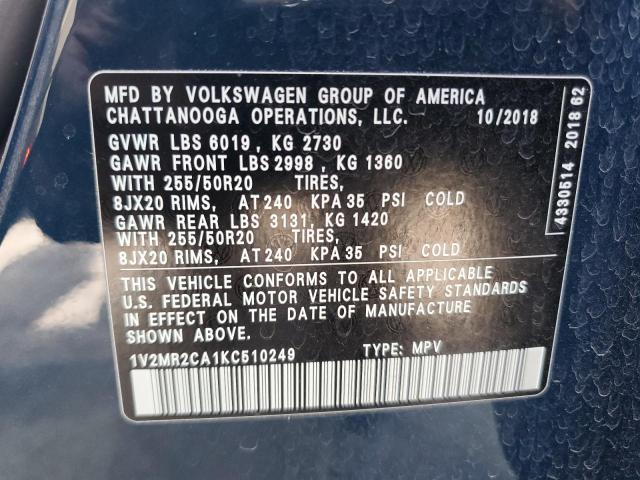 MFD BY VOLKSWAGEN GROUP OF AMERICA
CHATTANOOGA OPERATIONS, LLC. 10/2018
GVWR LBS 6019 , KG 2730
GAWR FRONT LBS 2998 , KG 1360
WITH 255/50R20 TIRES,
8JX20 RIMS, AT 240 KPA 35 PSI COLD
GAWR REAR LBS 3131, KG 1420
WITH 255/50R20 TIRES,
8JX20 RIMS, AT 240 KPA 35 PSI COLD
THIS VEHICLE CONFORMS TO ALL APPLICABLE
U.S. FEDERAL MOTOR VEHICLE SAFETY STANDARDS
IN EFFECT ON THE DATE OF MANUFACTURE
SHOWN ABOVE.
1V2MR2CA1KC510249 TYPE: MPV
4330514 2018 62